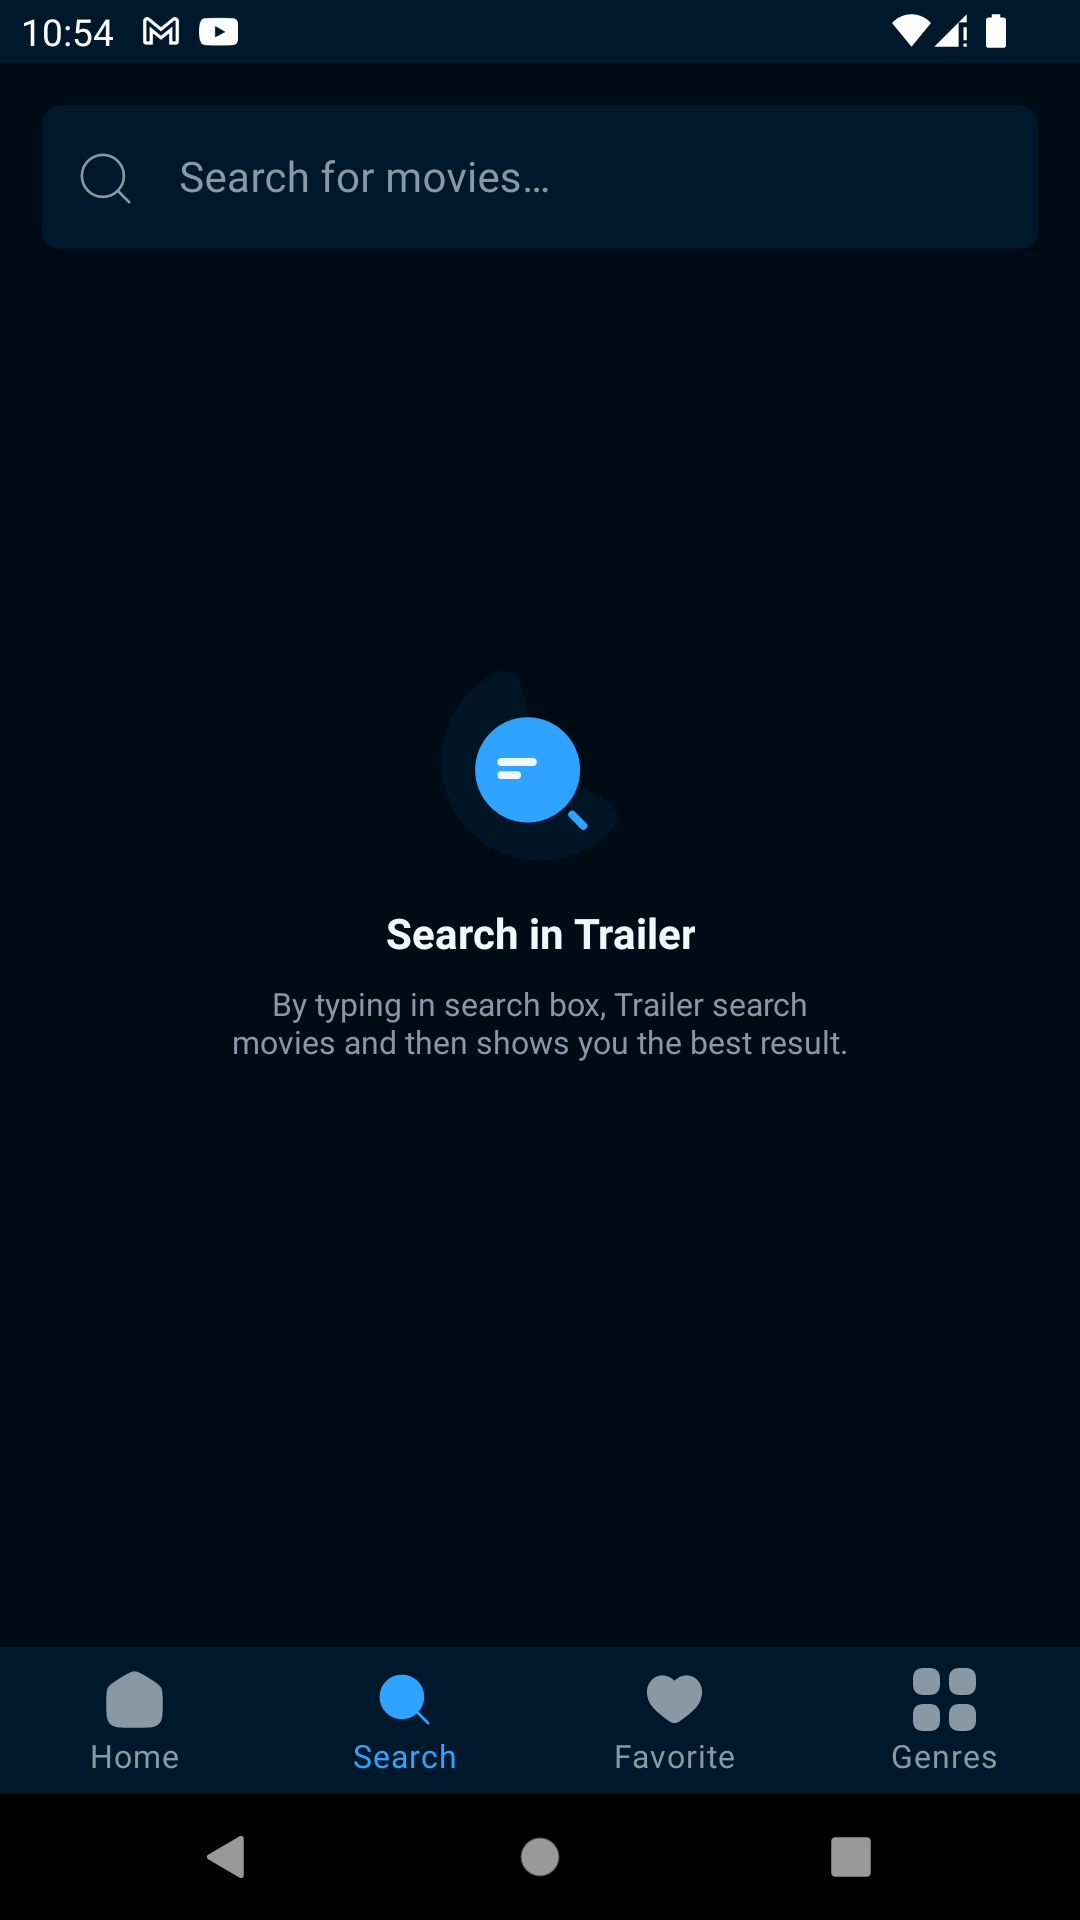 10:54
Search for movies…
Search in Trailer
By typing in search box, Trailer search
movies and then shows you the best result.
Home
Search
Favorite
Genres